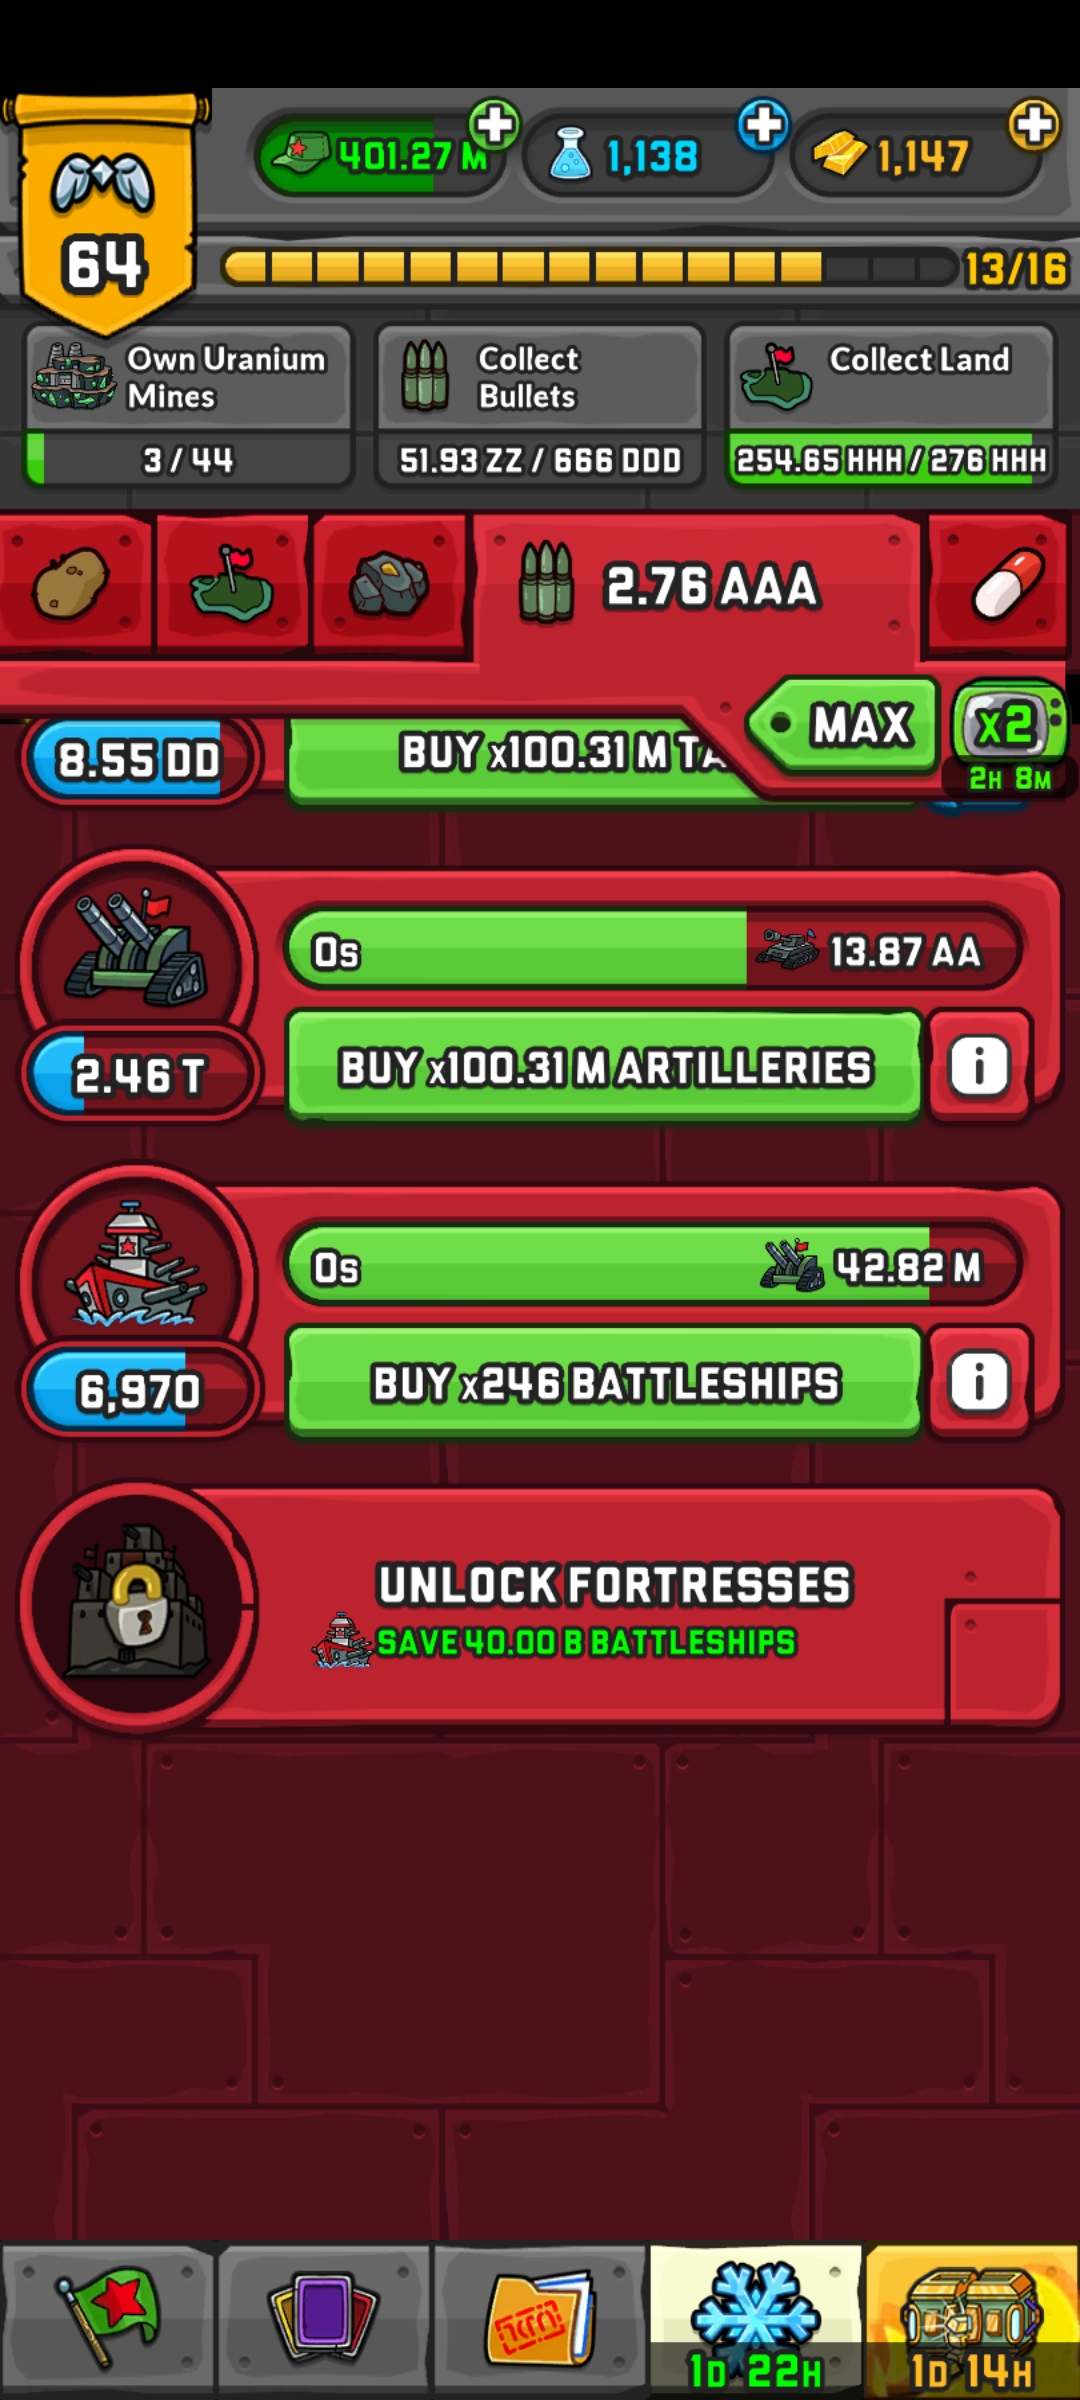 64
401.27 M
1,138
1,147
13/16
Own Uranium
Mines
3 / 44
Collect
Bullets
51.93 ZZ / 666 DDD
Collect Land
254.65 HHH / 276 HHH
2.76 AAA
MAX
X2
2H 8M
8.55 DD
BUY x100.31 M TA
0s
13.87 AA
2.46 T
BUY x100.31 M ARTILLERIES
i
0s
42.82 M
6,970
BUY x246 BATTLESHIPS
i
UNLOCK FORTRESSES
SAVE 40.00 B BATTLESHIPS
1D 22H
1D 14H